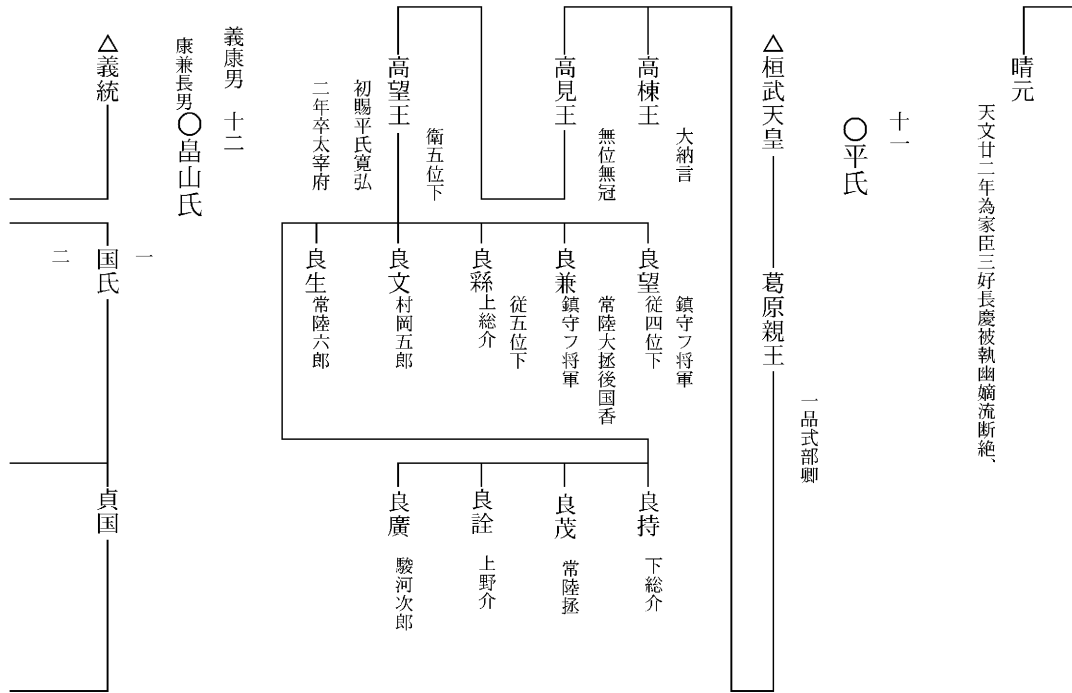 晴元
天文廿二年為家臣三好長慶被執幽嫡流断絶、
十一
〇平氏
△桓武天皇
葛原親王
一品式部卿
高棟王
大納言
高見王
無位無冠
高望王
衛五位下
初賜平氏寛弘
二年卒太宰府
良望
鎮守フ将軍
従四位下
常陸大拯後国香
良兼
鎮守フ将軍
良繇
従五位下
上総介
良文
村岡五郎
良生
常陸六郎
良持
下総介
良茂
常陸拯
良詮
上野介
良廣
駿河次郎
義康男 十二
康兼長男〇畠山氏
△義統
一
国氏
二
貞国